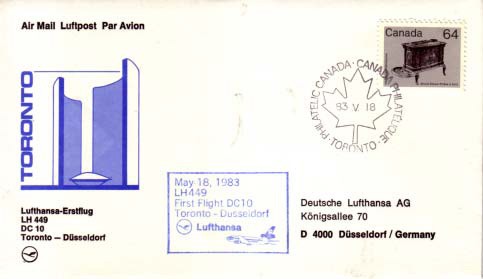 Air Mail Luftpost Par Avion
Canada 64
PHILATELIC CANADA · CANADA PHILATÉLIQUE
83 V 18
· TORONTO ·
TORONTO
May 18, 1983
LH449
First Flight DC10
Toronto - Dusseldorf
Lufthansa
Lufthansa-Erstflug
LH 449
DC 10
Toronto – Düsseldorf
Deutsche Lufthansa AG
Königsallee 70
D 4000 Düsseldorf / Germany